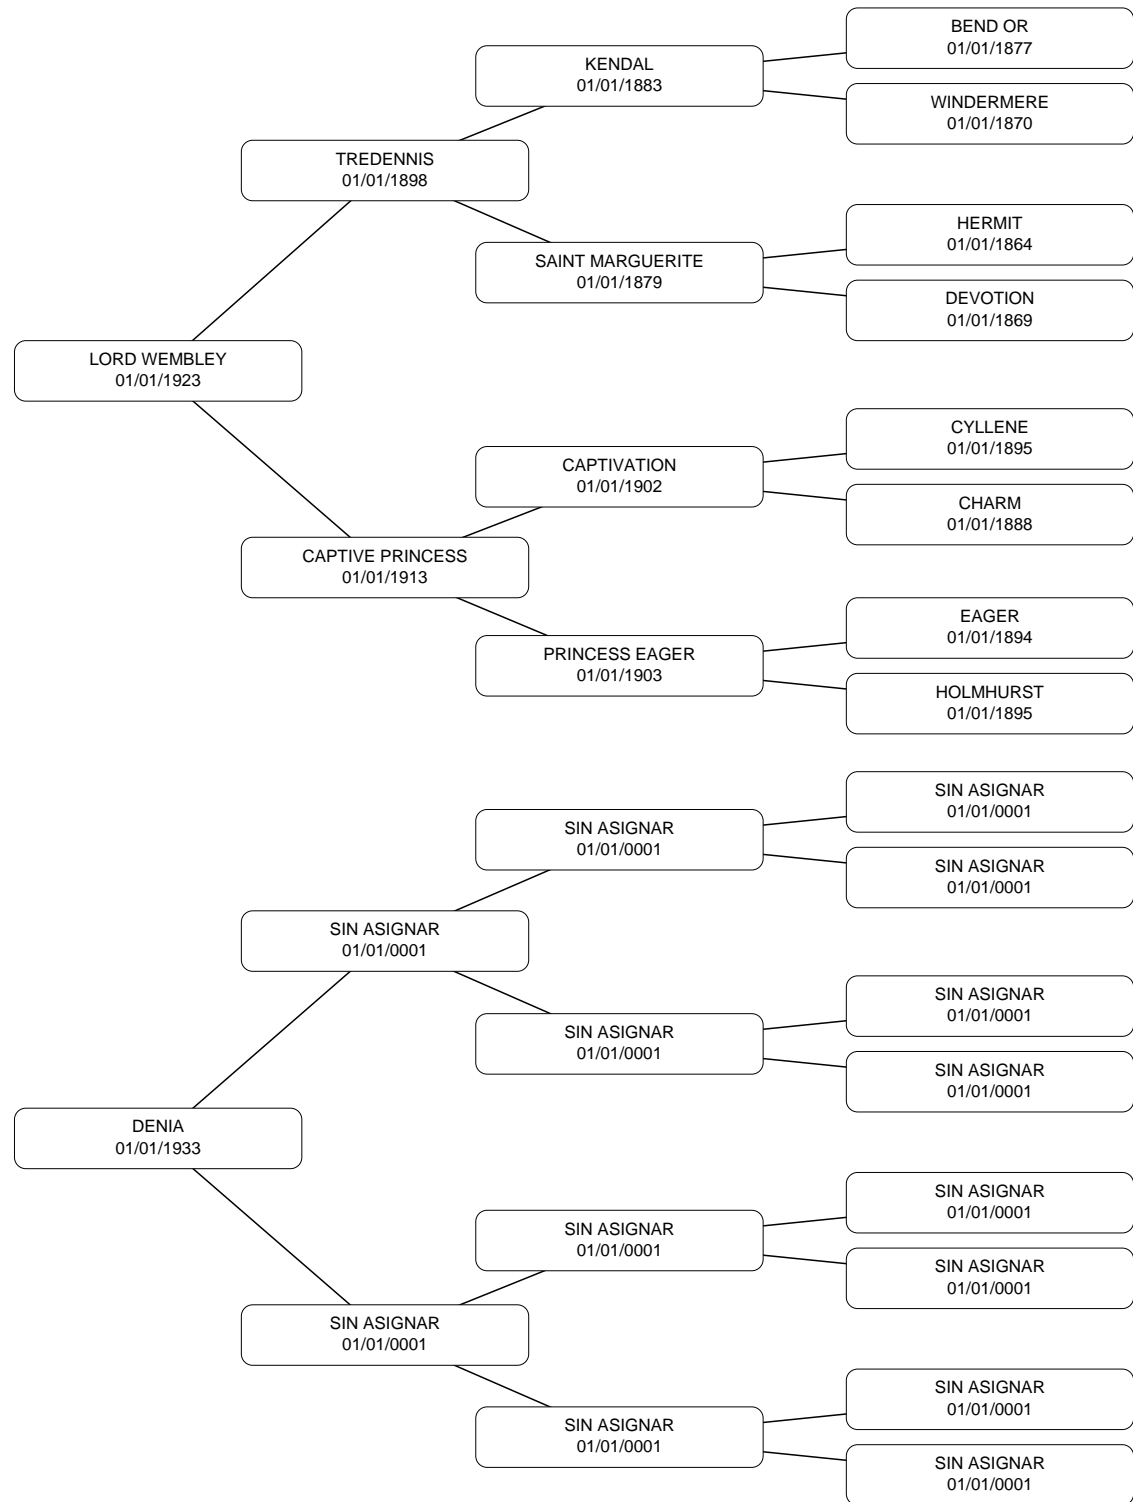 BEND OR
01/01/1877
KENDAL
01/01/1883
WINDERMERE
01/01/1870
TREDENNIS
01/01/1898
HERMIT
01/01/1864
SAINT MARGUERITE
01/01/1879
DEVOTION
01/01/1869
LORD WEMBLEY
01/01/1923
CYLLENE
01/01/1895
CAPTIVATION
01/01/1902
CHARM
01/01/1888
CAPTIVE PRINCESS
01/01/1913
EAGER
01/01/1894
PRINCESS EAGER
01/01/1903
HOLMHURST
01/01/1895
SIN ASIGNAR
01/01/0001
SIN ASIGNAR
01/01/0001
SIN ASIGNAR
01/01/0001
SIN ASIGNAR
01/01/0001
SIN ASIGNAR
01/01/0001
SIN ASIGNAR
01/01/0001
SIN ASIGNAR
01/01/0001
DENIA
01/01/1933
SIN ASIGNAR
01/01/0001
SIN ASIGNAR
01/01/0001
SIN ASIGNAR
01/01/0001
SIN ASIGNAR
01/01/0001
SIN ASIGNAR
01/01/0001
SIN ASIGNAR
01/01/0001
SIN ASIGNAR
01/01/0001